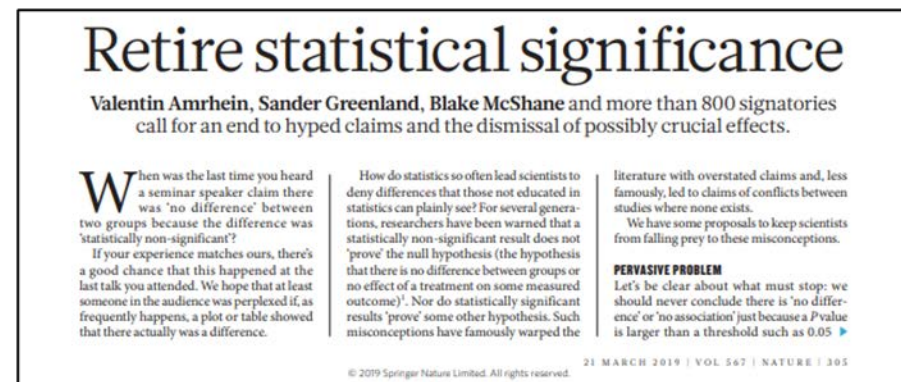 Retire statistical significance
Valentin Amrhein, Sander Greenland, Blake McShane and more than 800 signatories
call for an end to hyped claims and the dismissal of possibly crucial effects.
When was the last time you heard
a seminar speaker claim there
was ‘no difference’ between
two groups because the difference was
‘statistically non-significant’?
If your experience matches ours, there’s
a good chance that this happened at the
last talk you attended. We hope that at least
someone in the audience was perplexed if, as
frequently happens, a plot or table showed
that there actually was a difference.
How do statistics so often lead scientists to
deny differences that those not educated in
statistics can plainly see? For several genera-
tions, researchers have been warned that a
statistically non-significant result does not
‘prove’ the null hypothesis (the hypothesis
that there is no difference between groups or
no effect of a treatment on some measured
outcome)¹. Nor do statistically significant
results ‘prove’ some other hypothesis. Such
misconceptions have famously warped the
literature with overstated claims and, less
famously, led to claims of conflicts between
studies where none exists.
We have some proposals to keep scientists
from falling prey to these misconceptions.
PERVASIVE PROBLEM
Let’s be clear about what must stop: we
should never conclude there is ‘no differ-
ence’ or ‘no association’ just because a P value
is larger than a threshold such as 0.05
21 MARCH 2019 | VOL 567 | NATURE | 305
© 2019 Springer Nature Limited. All rights reserved.